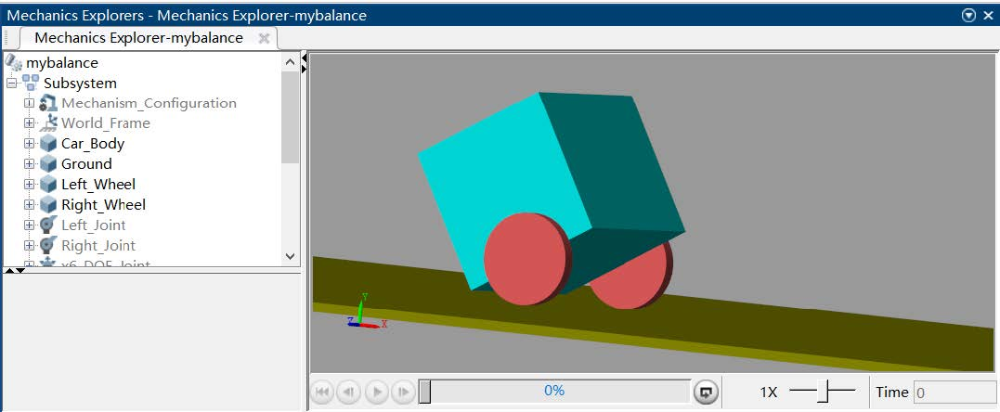 Mechanics Explorers - Mechanics Explorer-mybalance
Mechanics Explorer-mybalance
mybalance
Subsystem
Mechanism_Configuration
World_Frame
Car_Body
Ground
Left_Wheel
Right_Wheel
Left_Joint
Right_Joint
x6_DOF_Joint
Y
Z
X
0%
1X
Time 0